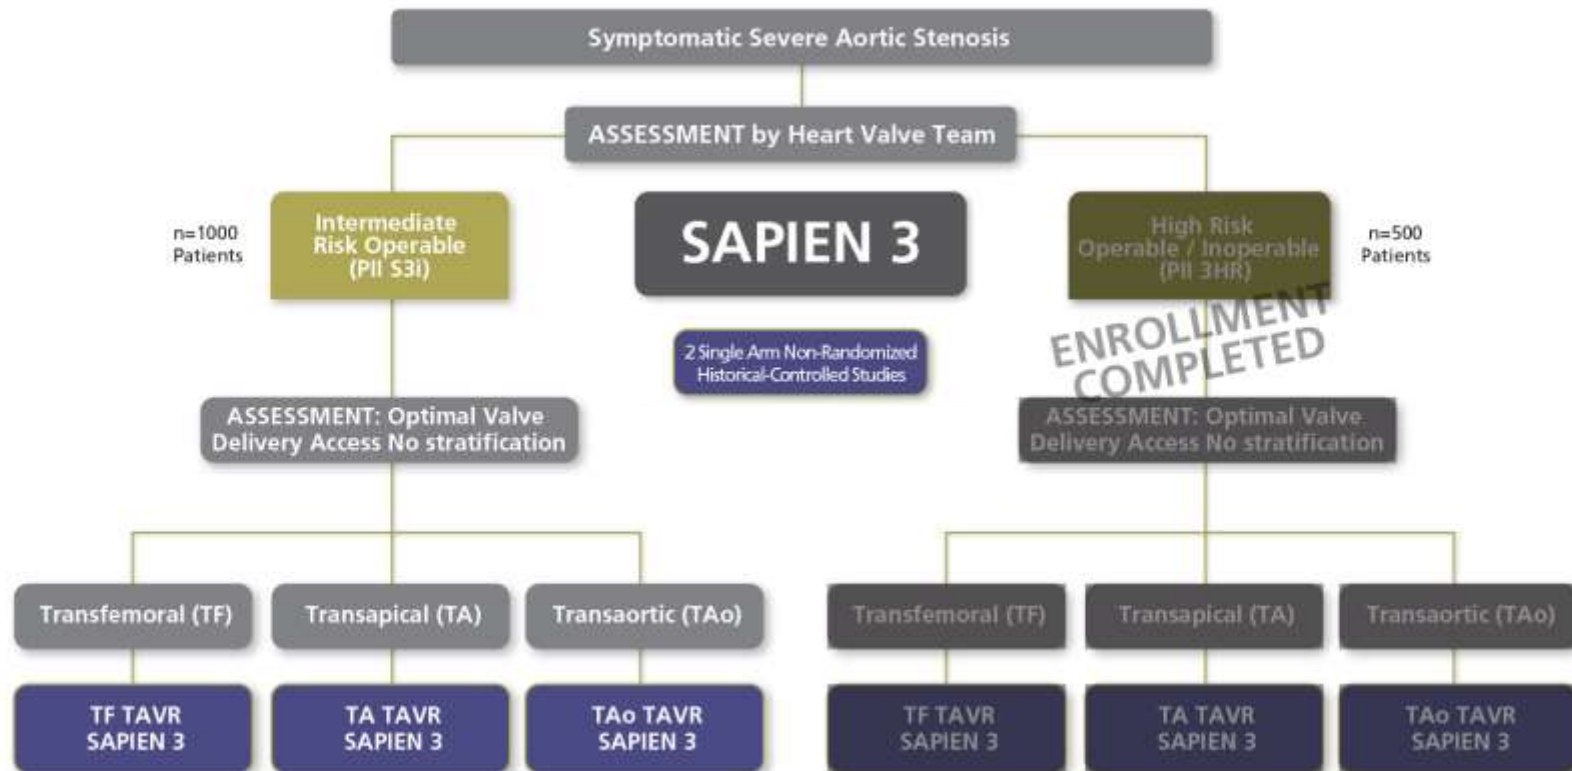 Symptomatic Severe Aortic Stenosis
ASSESSMENT by Heart Valve Team
n=1000
Patients
Intermediate
Risk Operable
(PII S3i)
SAPIEN 3
High Risk
Operable / Inoperable
(PII 3HR)
n=500
Patients
2 Single Arm Non-Randomized
Historical-Controlled Studies
ENROLLMENT
COMPLETED
ASSESSMENT: Optimal Valve
Delivery Access No stratification
ASSESSMENT: Optimal Valve
Delivery Access No stratification
Transfemoral (TF)
Transapical (TA)
Transaortic (TAo)
Transfemoral (TF)
Transapical (TA)
Transaortic (TAo)
TF TAVR
SAPIEN 3
TA TAVR
SAPIEN 3
TAo TAVR
SAPIEN 3
TF TAVR
SAPIEN 3
TA TAVR
SAPIEN 3
TAo TAVR
SAPIEN 3